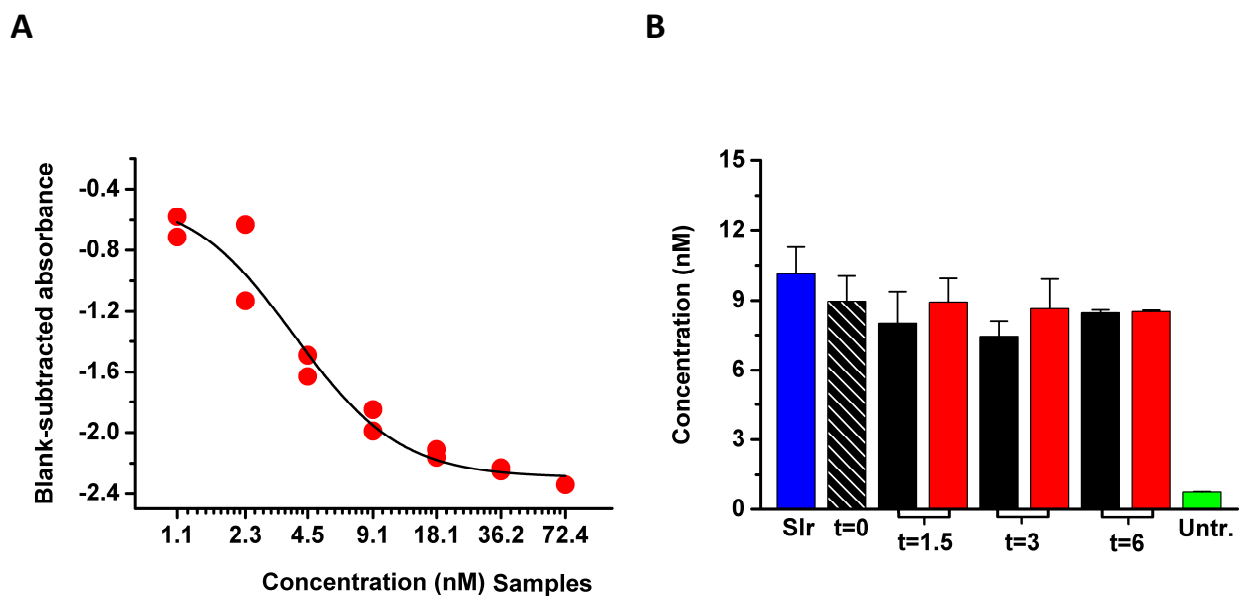 A
B
Blank-subtracted absorbance
-0.4
-0.8
-1.2
-1.6
-2.0
-2.4
1.1 2.3 4.5 9.1 18.1 36.2 72.4
Concentration (nM) Samples
Concentration (nM)
15
12
9
6
3
0
Slr t=0 t=1.5 t=3 t=6 Untr.